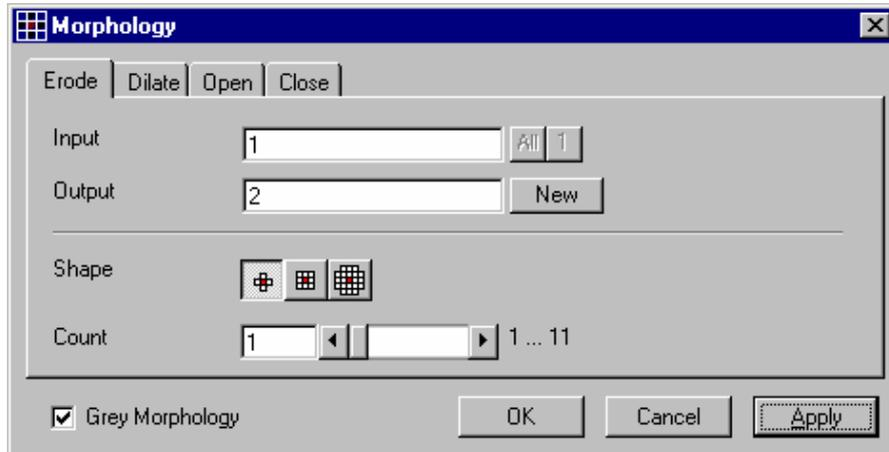 Morphology
Erode Dilate Open Close
Input 1 All 1
Output 2 New
Shape
Count 1 1 ... 11
Grey Morphology OK Cancel Apply